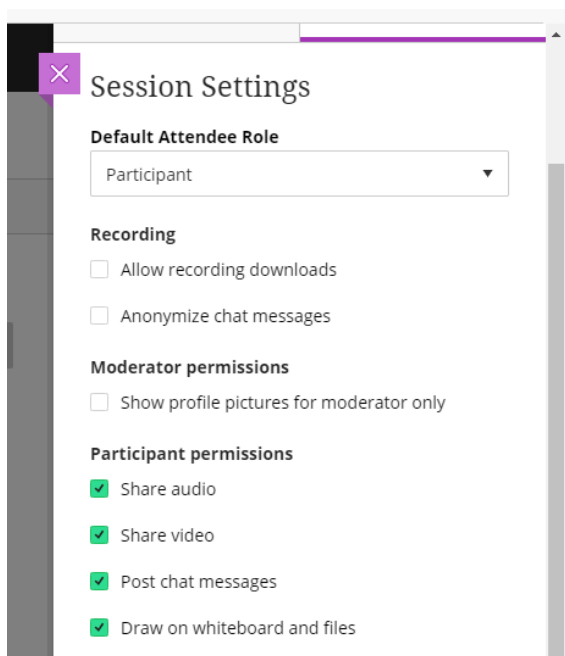 Session Settings
Default Attendee Role
Participant
Recording
Allow recording downloads
Anonymize chat messages
Moderator permissions
Show profile pictures for moderator only
Participant permissions
Share audio
Share video
Post chat messages
Draw on whiteboard and files